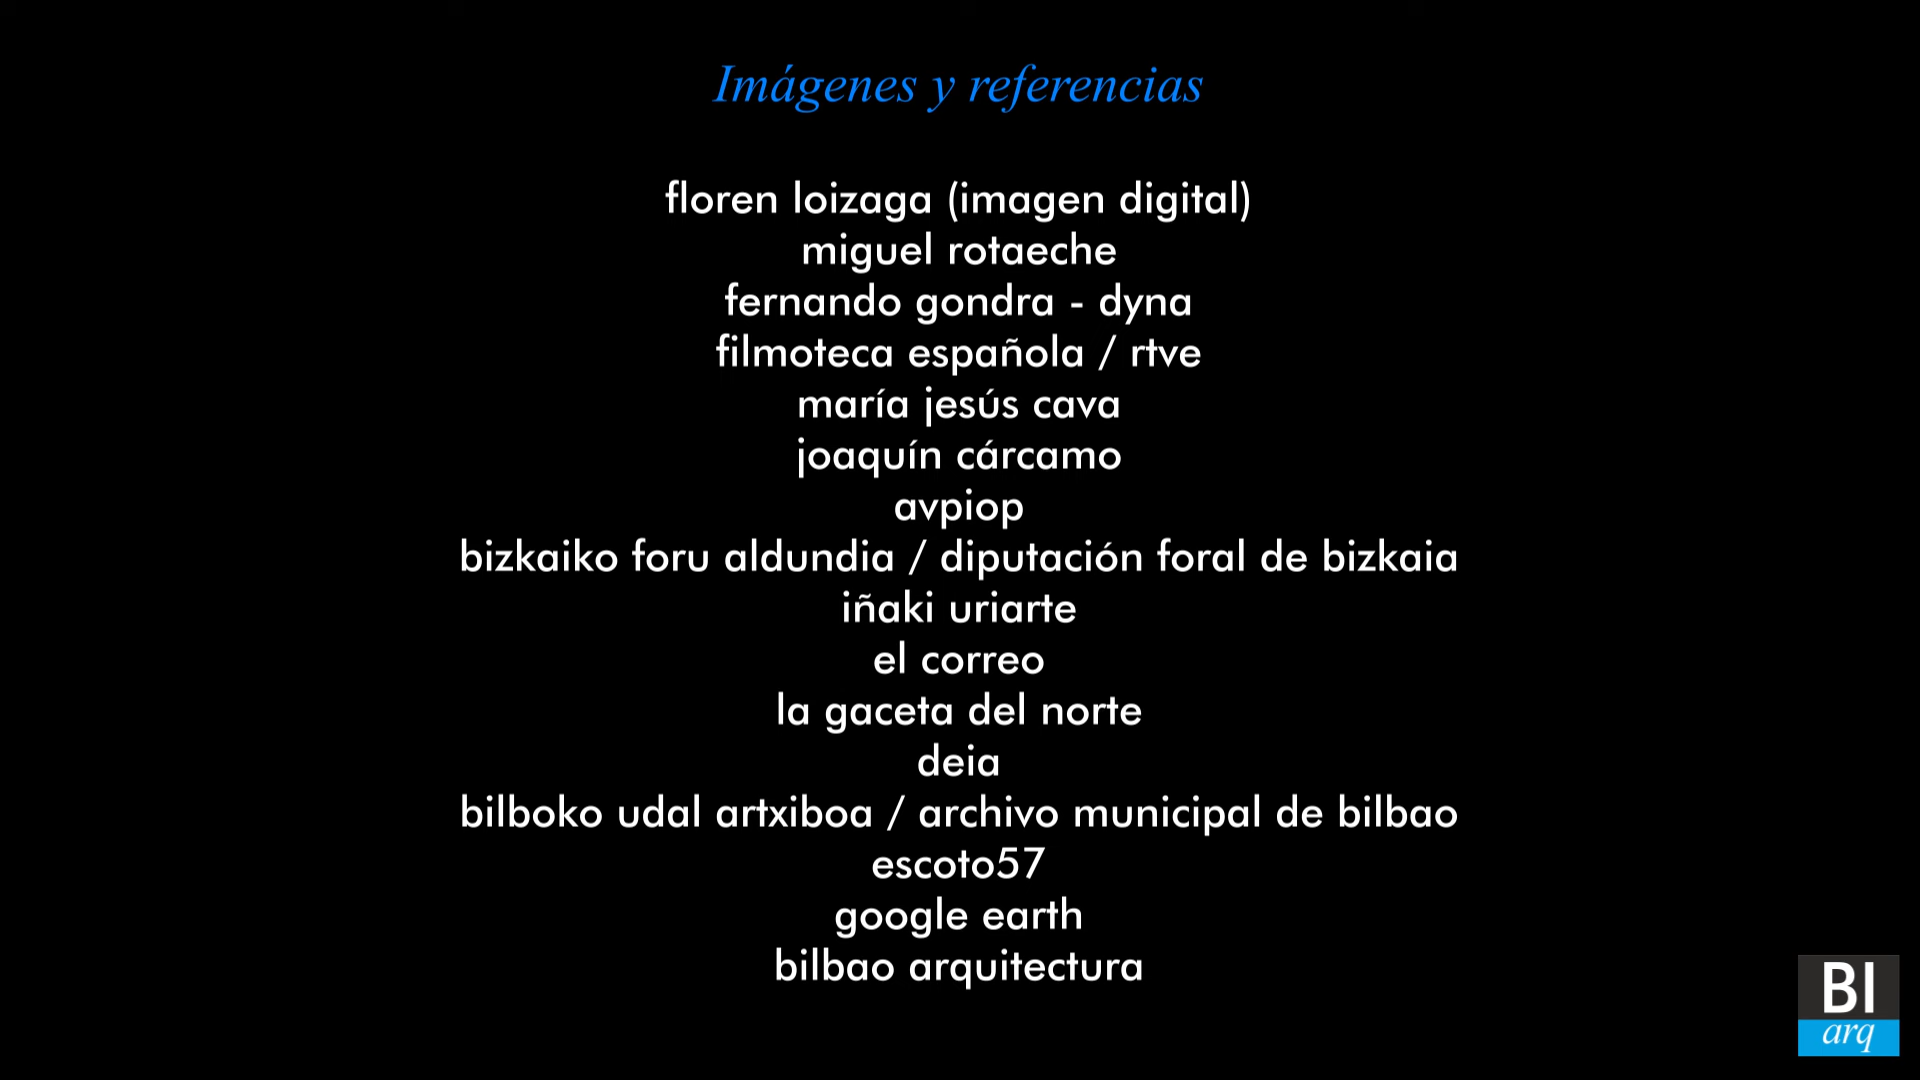 Imágenes y referencias
floren loizaga (imagen digital)
miguel rotaeche
fernando gondra - dyna
filmoteca española / rtve
maría jesús cava
joaquín cárcamo
avpiop
bizkaiko foru aldundia / diputación foral de bizkaia
iñaki uriarte
el correo
la gaceta del norte
deia
bilboko udal artxiboa / archivo municipal de bilbao
escoto57
google earth
bilbao arquitectura
BI
arq